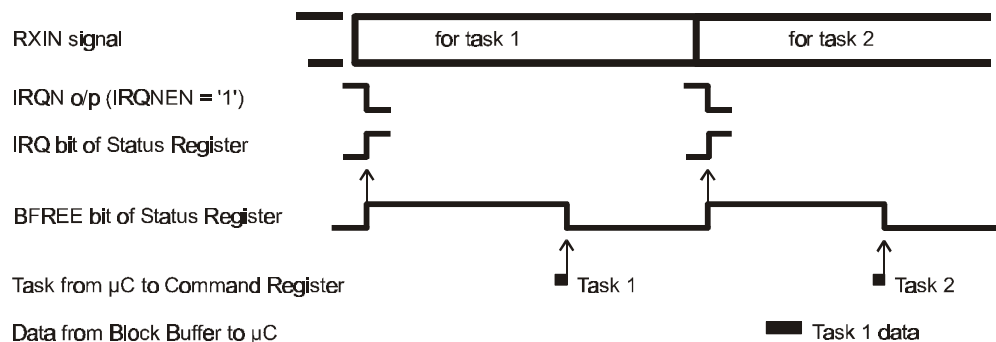 RXIN signal for task 1 for task 2
IRQN o/p (IRQNEN = '1')
IRQ bit of Status Register
BFREE bit of Status Register
Task from µC to Command Register Task 1 Task 2
Data from Block Buffer to µC Task 1 data